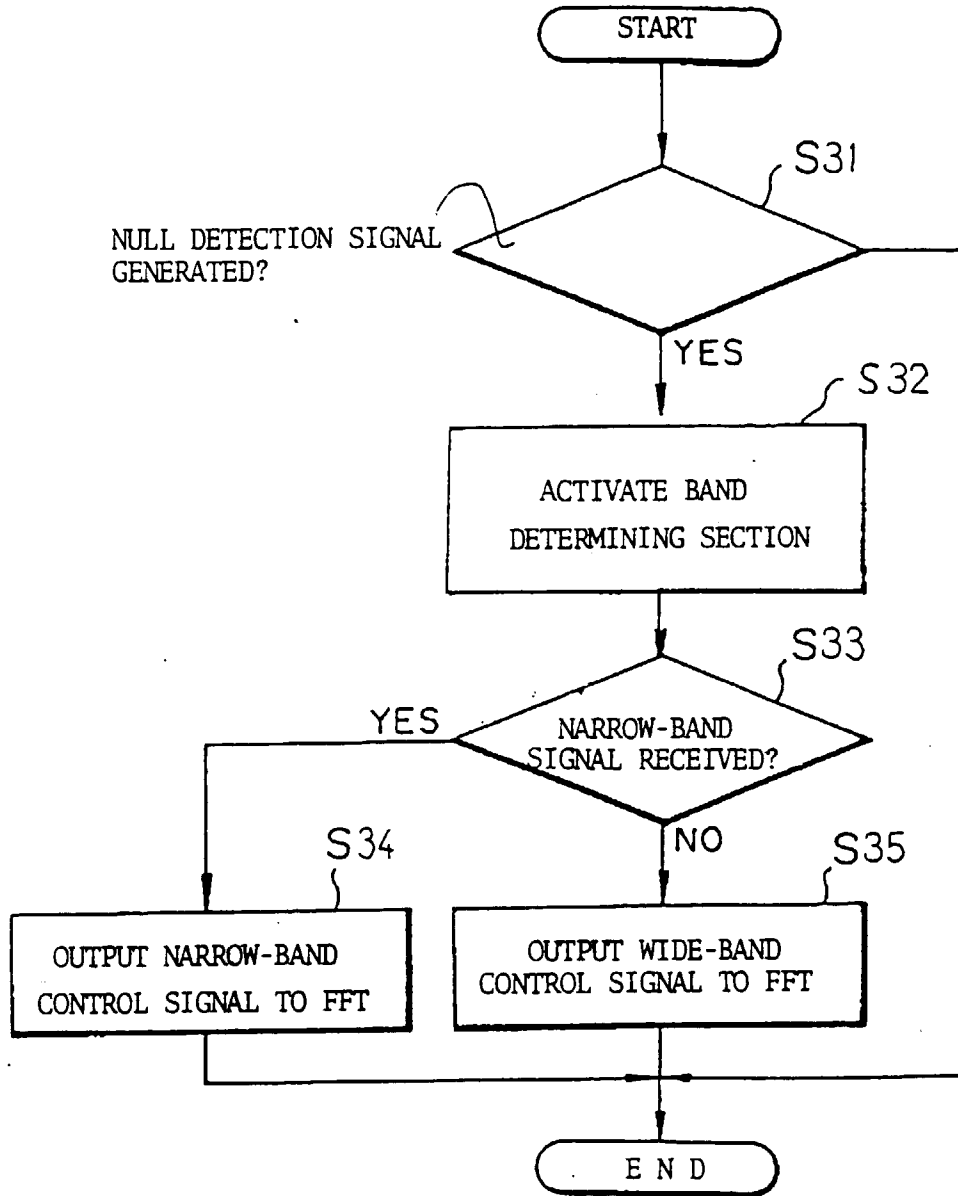 START
S31
NULL DETECTION SIGNAL
GENERATED?
YES
S32
ACTIVATE BAND
DETERMINING SECTION
S33
YES
NARROW-BAND
SIGNAL RECEIVED?
NO
S34
S35
OUTPUT NARROW-BAND
CONTROL SIGNAL TO FFT
OUTPUT WIDE-BAND
CONTROL SIGNAL TO FFT
END